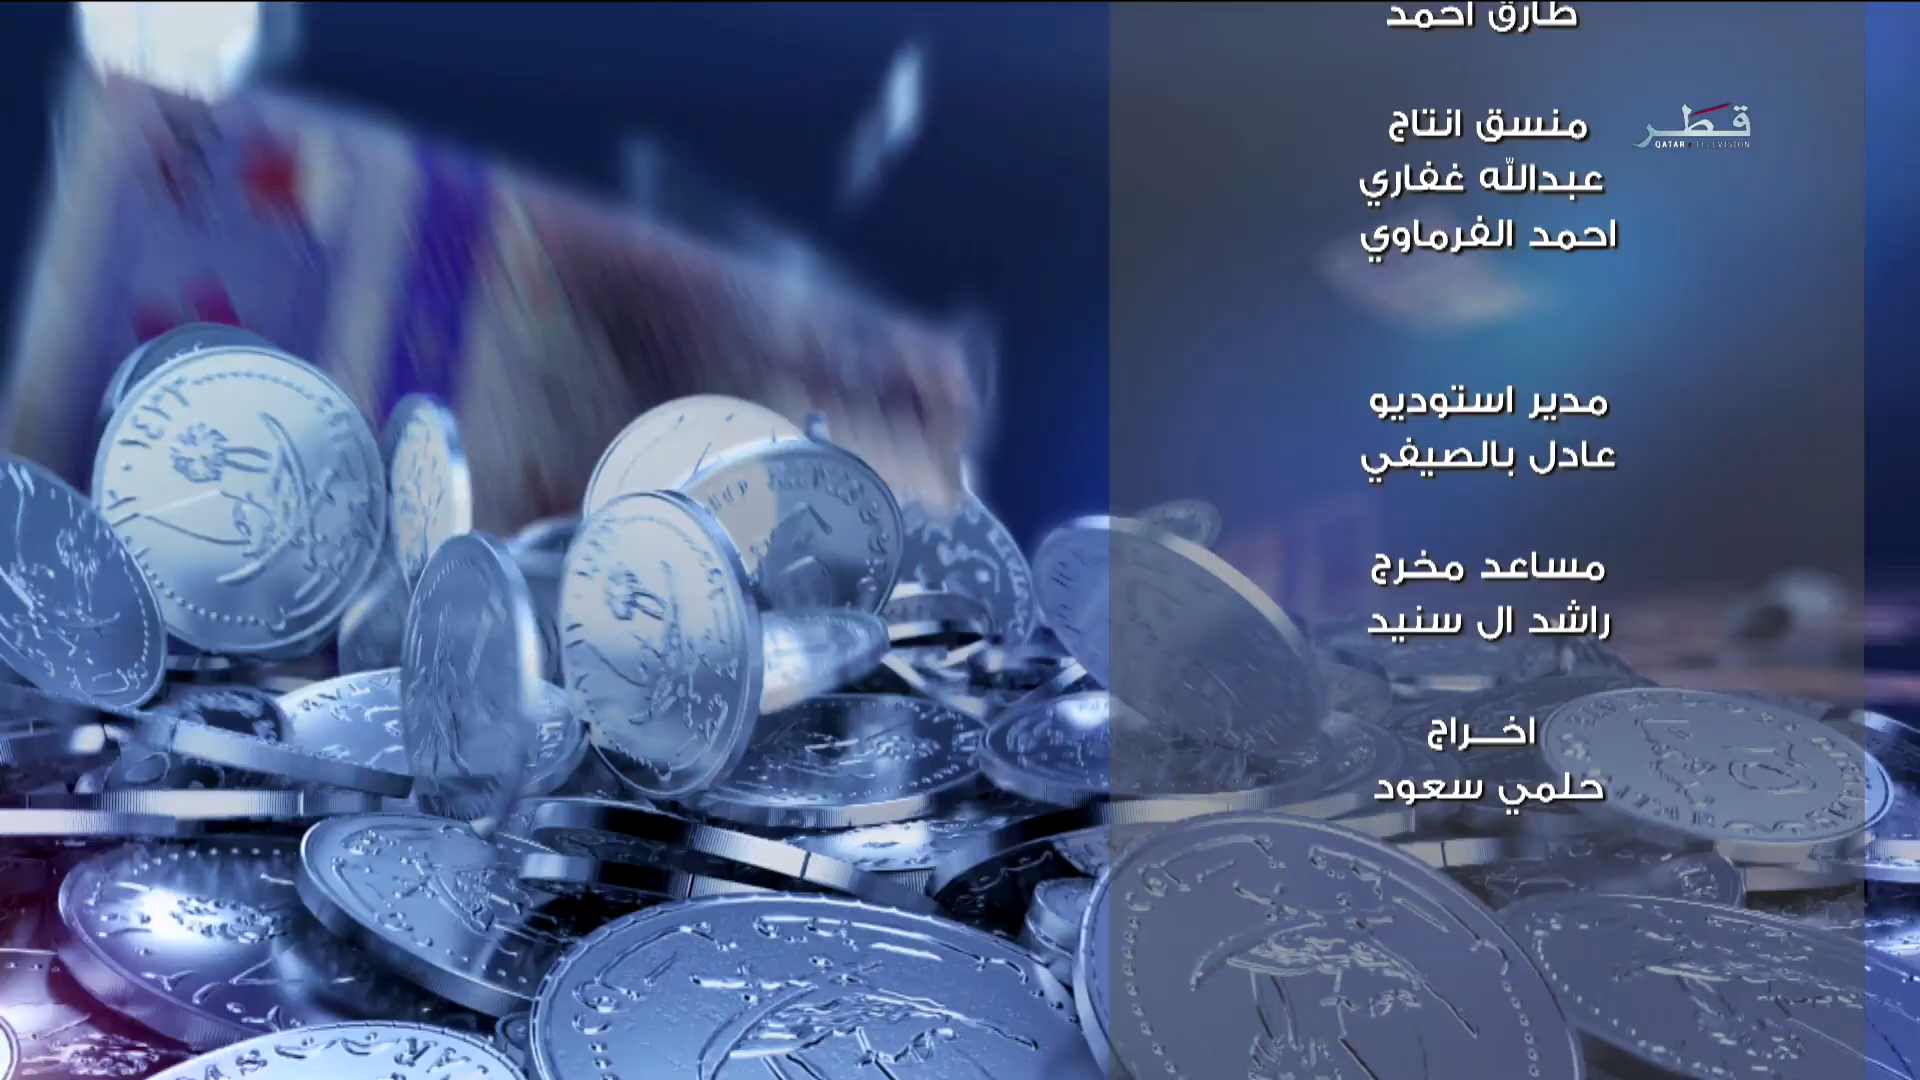 طارق احمد
منسق انتاج
عبدالله غفاري
احمد الفرماوي
مدير استوديو
عادل بالصيفي
مساعد مخرج
راشد ال سنيد
اخـــراج
حلمي سعود
قـطـر
QATAR TELEVISION